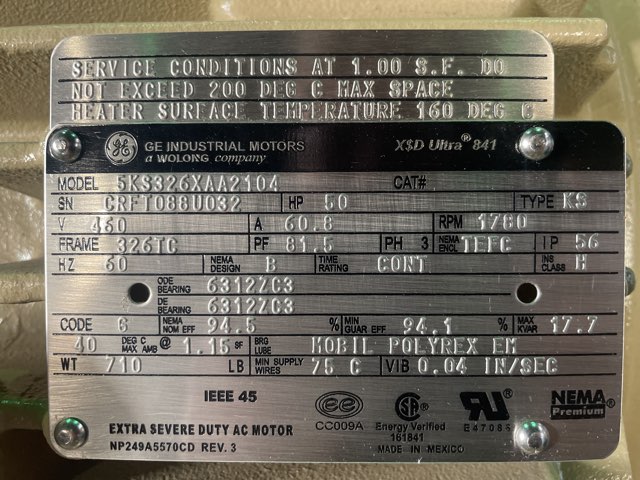 SERVICE CONDITIONS AT 1.00 S.F. DO
NOT EXCEED 200 DEG C MAX SPACE
HEATER SURFACE TEMPERATURE 160 DEG C
GE INDUSTRIAL MOTORS
a WOLONG company
X$D Ultra® 841
MODEL 5KS326XAA2104 CAT#
SN CRFT088U032 HP 50 TYPE KS
V 460 A 60.8 RPM 1780
FRAME 326TC PF 81.5 PH 3 NEMA ENCL TEFC IP 56
HZ 60 NEMA DESIGN B TIME RATING CONT INS CLASS H
ODE BEARING 6312ZC3
DE BEARING 6312ZC3
CODE G NEMA NOM EFF 94.5 % MIN GUAR EFF 94.1 % MAX KVAR 17.7
40 DEG C MAX AMB @ 1.15 SF BRG LUBE MOBIL POLYREX EM
WT 710 LB MIN SUPPLY WIRES 75 C VIB 0.04 IN/SEC
IEEE 45
EXTRA SEVERE DUTY AC MOTOR
NP249A5570CD REV. 3
ee
CC009A
SA
Energy Verified
161841
UR
MADE IN MEXICO
NEMA
Premium